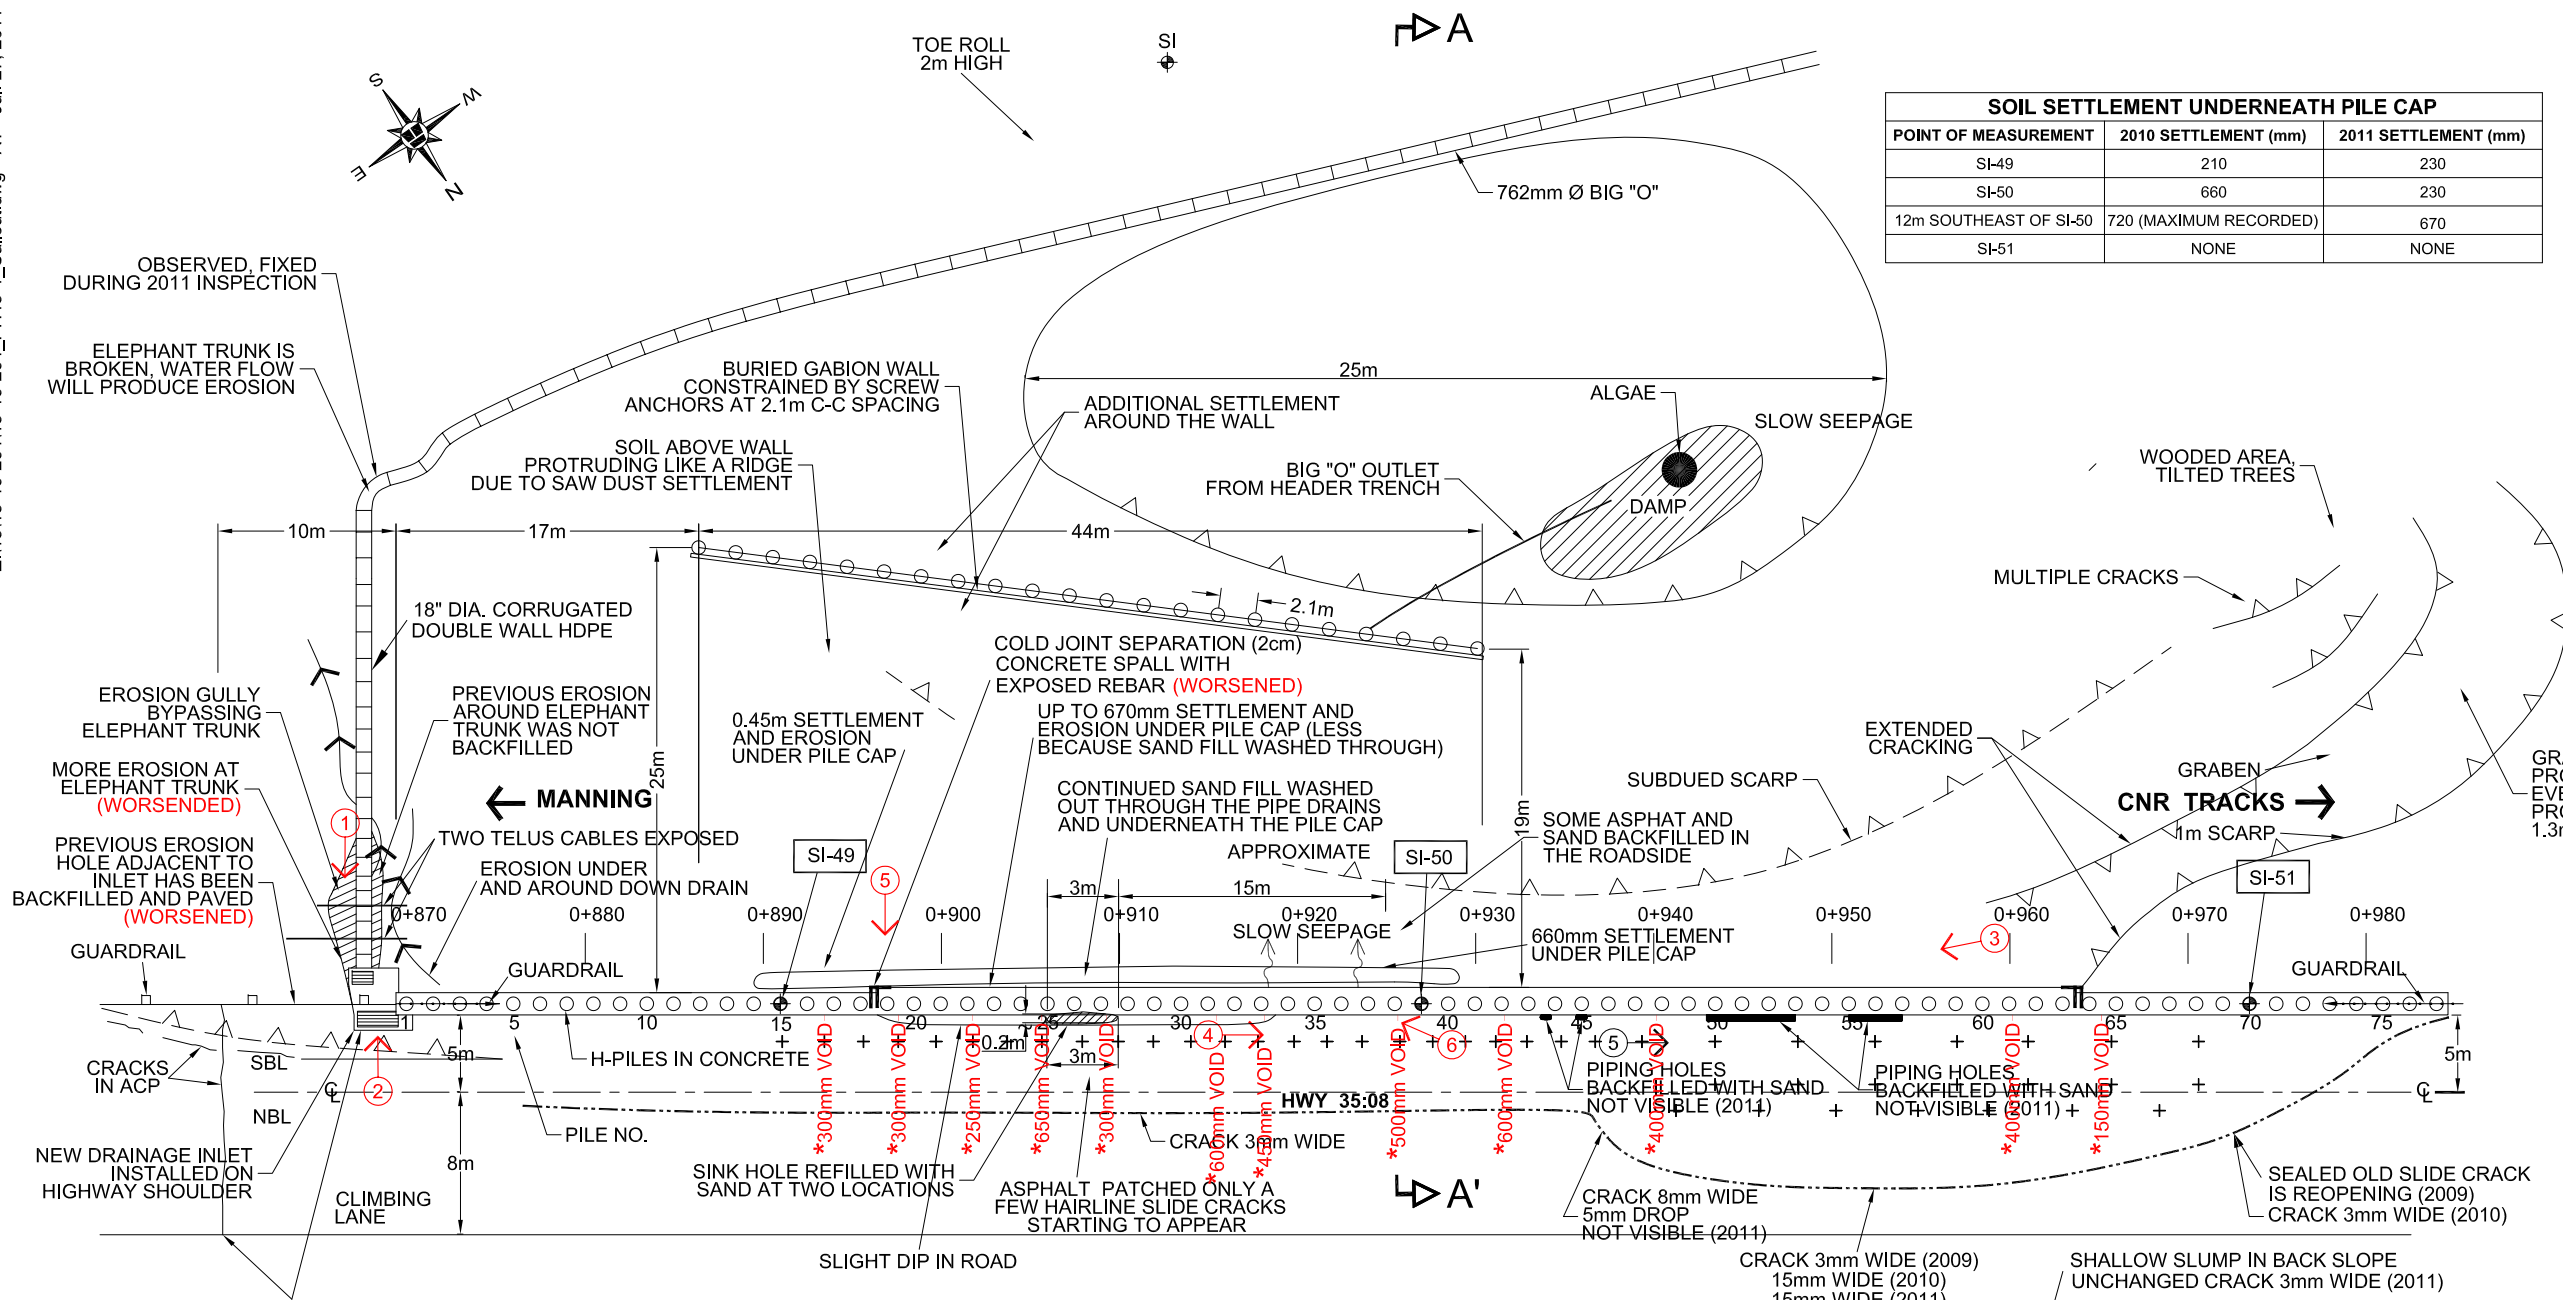 A
TOE ROLL
2m HIGH
SI
S
W
E
N
SOIL SETTLEMENT UNDERNEATH PILE CAP
POINT OF MEASUREMENT 2010 SETTLEMENT (mm) 2011 SETTLEMENT (mm)
SI-49 210 230
SI-50 660 230
12m SOUTHEAST OF SI-50 720 (MAXIMUM RECORDED) 670
SI-51 NONE NONE
762mm Ø BIG "O"
OBSERVED, FIXED
DURING 2011 INSPECTION
ELEPHANT TRUNK IS
BROKEN, WATER FLOW
WILL PRODUCE EROSION
BURIED GABION WALL
CONSTRAINED BY SCREW
ANCHORS AT 2.1m C-C SPACING
ADDITIONAL SETTLEMENT
AROUND THE WALL
25m
ALGAE
SLOW SEEPAGE
SOIL ABOVE WALL
PROTRUDING LIKE A RIDGE
DUE TO SAW DUST SETTLEMENT
BIG "O" OUTLET
FROM HEADER TRENCH
DAMP
WOODED AREA,
TILTED TREES
10m
17m
44m
MULTIPLE CRACKS
2.1m
18" DIA. CORRUGATED
DOUBLE WALL HDPE
COLD JOINT SEPARATION (2cm)
CONCRETE SPALL WITH
EXPOSED REBAR (WORSENED)
EROSION GULLY
BYPASSING
ELEPHANT TRUNK
PREVIOUS EROSION
AROUND ELEPHANT
TRUNK WAS NOT
BACKFILLED
0.45m SETTLEMENT
AND EROSION
UNDER PILE CAP
25m
UP TO 670mm SETTLEMENT AND
EROSION UNDER PILE CAP (LESS
BECAUSE SAND FILL WASHED THROUGH)
EXTENDED
CRACKING
MORE EROSION AT
ELEPHANT TRUNK
(WORSENDED)
MANNING
CONTINUED SAND FILL WASHED
OUT THROUGH THE PIPE DRAINS
AND UNDERNEATH THE PILE CAP
19m
SUBDUED SCARP
GRABEN
CNR TRACKS
1m SCARP
1.3m
1
TWO TELUS CABLES EXPOSED
PREVIOUS EROSION
HOLE ADJACENT TO
INLET HAS BEEN
BACKFILLED AND PAVED
(WORSENED)
EROSION UNDER
AND AROUND DOWN DRAIN
SI-49
5
APPROXIMATE
SI-50
SOME ASPHAT AND
SAND BACKFILLED IN
THE ROADSIDE
SI-51
3m
15m
0+870 0+880 0+890 0+900 0+910 0+920 0+930 0+940 0+950 0+960 0+970 0+980
SLOW SEEPAGE
660mm SETTLEMENT
UNDER PILE CAP
3
GUARDRAIL
GUARDRAIL
GUARDRAIL
1 5 10 15 20 25 30 35 40 45 50 55 60 65 70 75
CRACKS
IN ACP
SBL
5m
H-PILES IN CONCRETE
0.2m
3m
4
6
5
5m
2
℄
NBL
HWY 35:08
℄
PIPING HOLES
BACKFILLED WITH SAND
NOT VISIBLE (2011)
PIPING HOLES
BACKFILLED WITH SAND
NOT VISIBLE (2011)
*300mm VOID
*300mm VOID
*250mm VOID
*650mm VOID
*300mm VOID
*600mm VOID
*450mm VOID
*500mm VOID
*600mm VOID
*400mm VOID
*400mm VOID
*150mm VOID
PILE NO.
CRACK 3mm WIDE
NEW DRAINAGE INLET
INSTALLED ON
HIGHWAY SHOULDER
8m
CLIMBING
LANE
SINK HOLE REFILLED WITH
SAND AT TWO LOCATIONS
ASPHALT PATCHED ONLY A
FEW HAIRLINE SLIDE CRACKS
STARTING TO APPEAR
A'
CRACK 8mm WIDE
5mm DROP
NOT VISIBLE (2011)
SEALED OLD SLIDE CRACK
IS REOPENING (2009)
CRACK 3mm WIDE (2010)
SLIGHT DIP IN ROAD
CRACK 3mm WIDE (2009)
15mm WIDE (2010)
15mm WIDE (2011)
SHALLOW SLUMP IN BACK SLOPE
UNCHANGED CRACK 3mm WIDE (2011)